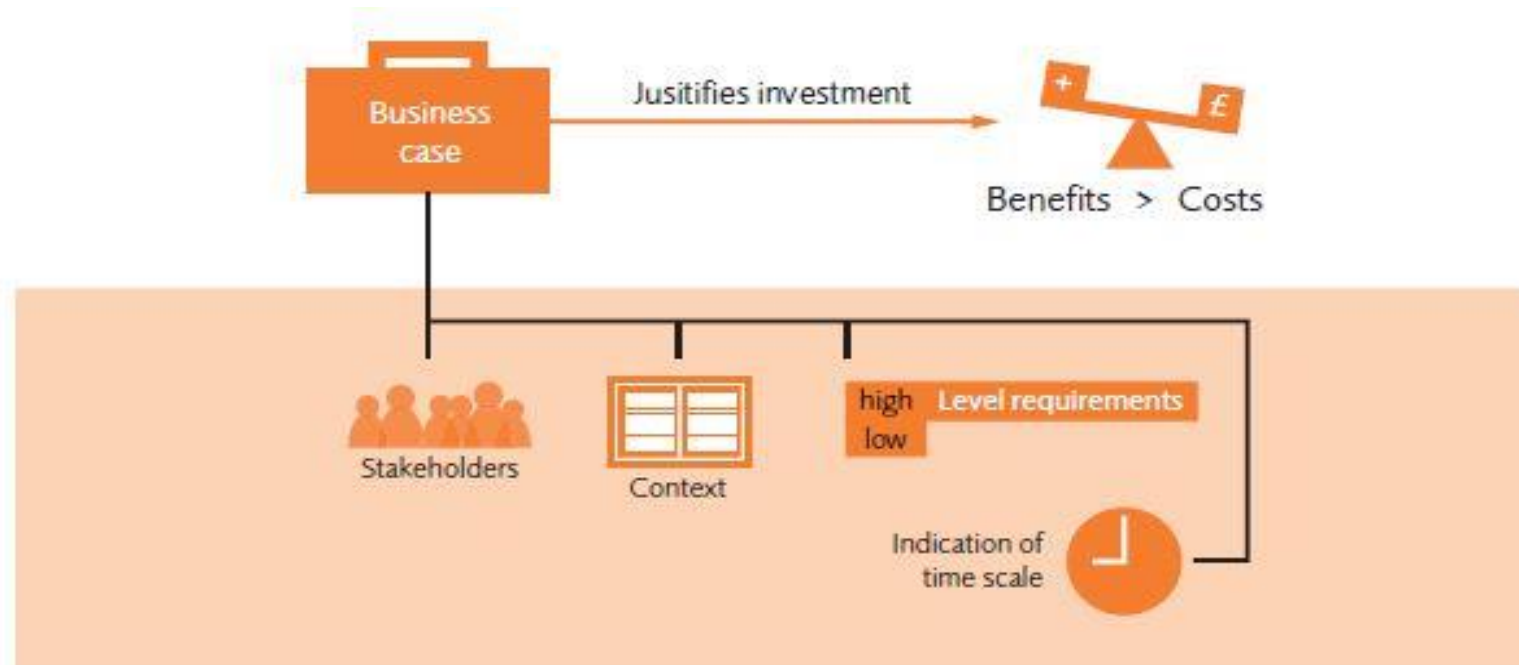 Business
case
Jusitifies investment
+
£
Benefits > Costs
Stakeholders
Context
high Level requirements
low
Indication of
time scale